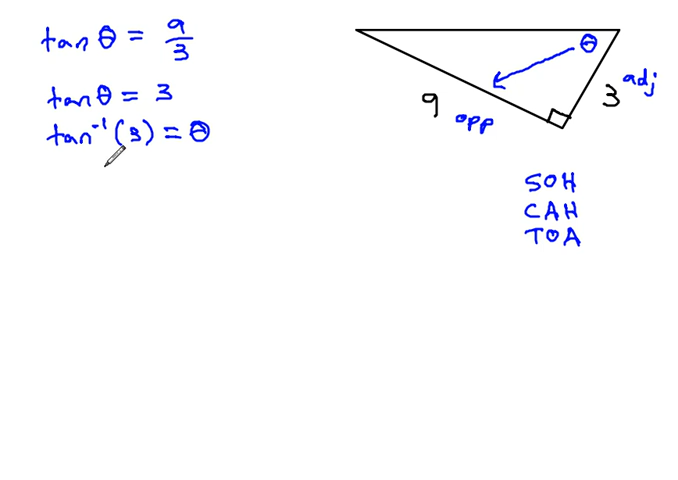 tan θ = 9/3
tan θ = 3
tan⁻¹(3) = θ
θ
adj
3
9
opp
SOH
CAH
TOA